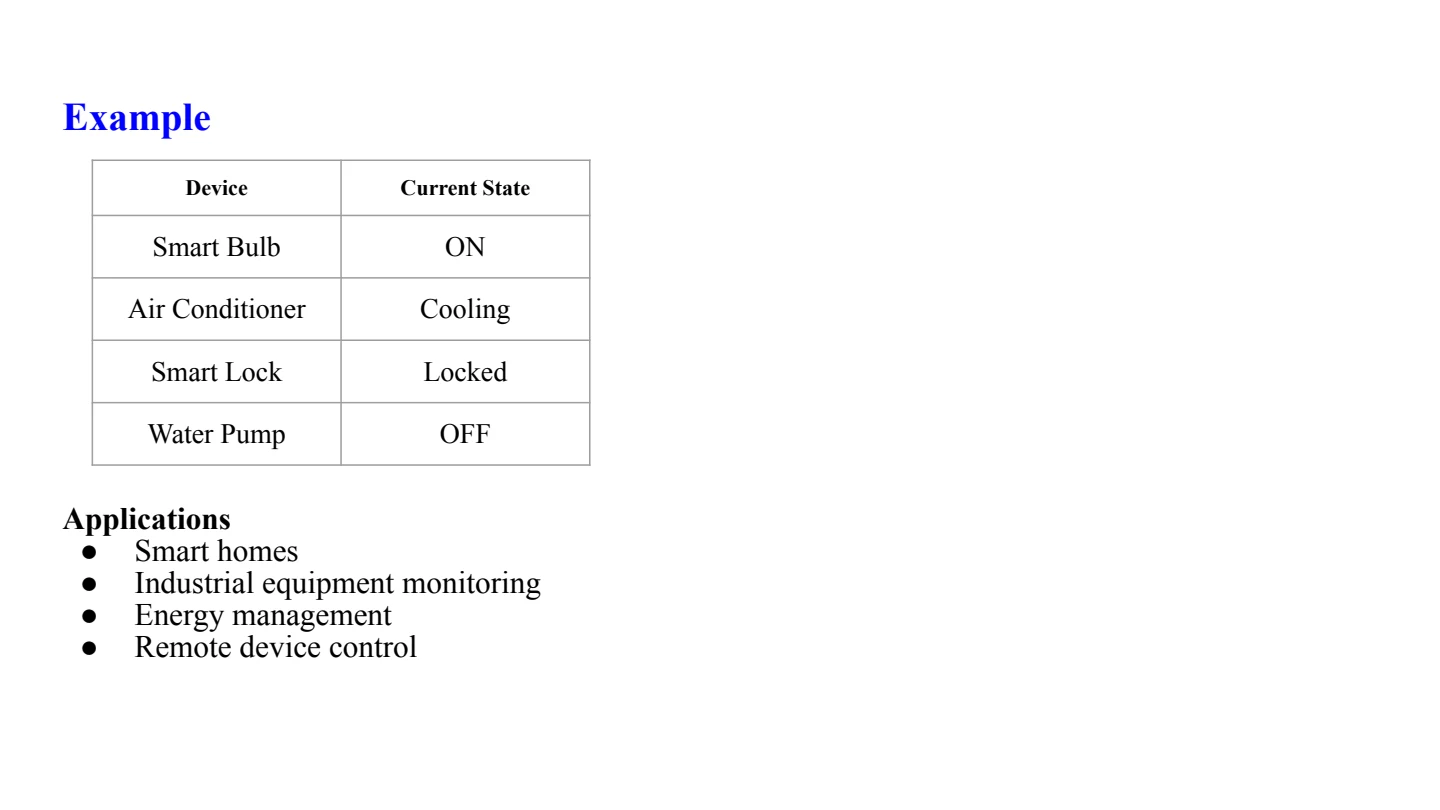 Example
Device Current State
Smart Bulb ON
Air Conditioner Cooling
Smart Lock Locked
Water Pump OFF
Applications
● Smart homes
● Industrial equipment monitoring
● Energy management
● Remote device control